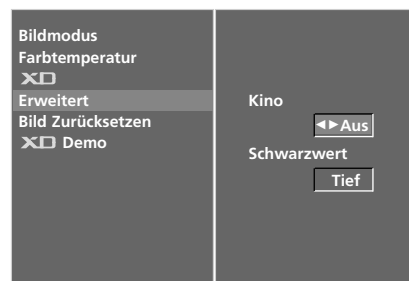 Bildmodus
Farbtemperatur
XD
Erweitert
Bild Zurücksetzen
XD Demo
Kino
◄►Aus
Schwarzwert
Tief